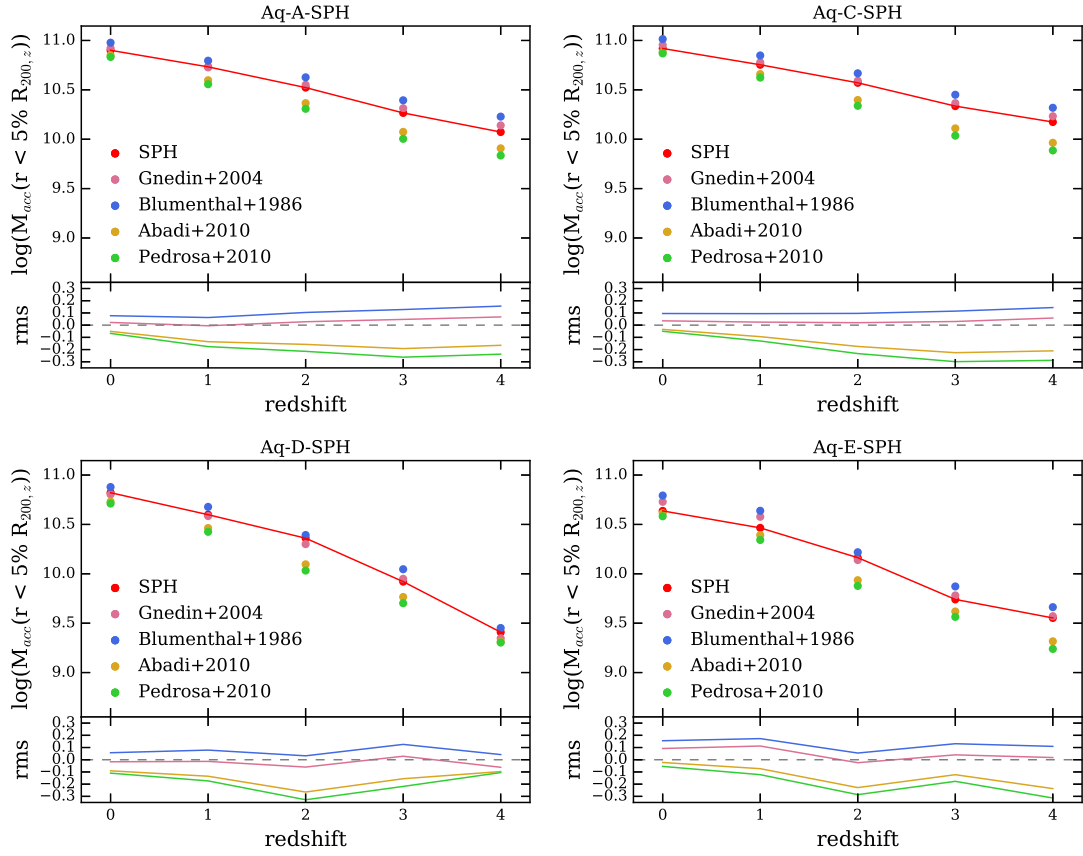 Aq-A-SPH
log(M_acc(r < 5% R_200,z))
11.0
10.5
10.0
9.5
9.0
SPH
Gnedin+2004
Blumenthal+1986
Abadi+2010
Pedrosa+2010
rms
0.3
0.2
0.1
0.0
−0.1
−0.2
−0.3
0 1 2 3 4
redshift
Aq-C-SPH
log(M_acc(r < 5% R_200,z))
11.0
10.5
10.0
9.5
9.0
SPH
Gnedin+2004
Blumenthal+1986
Abadi+2010
Pedrosa+2010
rms
0.3
0.2
0.1
0.0
−0.1
−0.2
−0.3
0 1 2 3 4
redshift
Aq-D-SPH
log(M_acc(r < 5% R_200,z))
11.0
10.5
10.0
9.5
9.0
SPH
Gnedin+2004
Blumenthal+1986
Abadi+2010
Pedrosa+2010
rms
0.3
0.2
0.1
0.0
−0.1
−0.2
−0.3
0 1 2 3 4
redshift
Aq-E-SPH
log(M_acc(r < 5% R_200,z))
11.0
10.5
10.0
9.5
9.0
SPH
Gnedin+2004
Blumenthal+1986
Abadi+2010
Pedrosa+2010
rms
0.3
0.2
0.1
0.0
−0.1
−0.2
−0.3
0 1 2 3 4
redshift